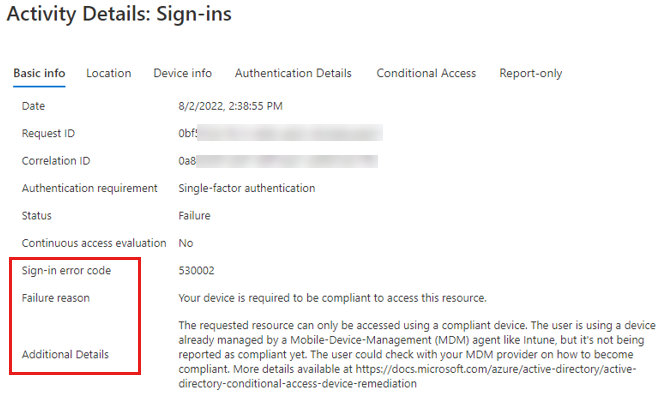 Activity Details: Sign-ins
Basic info Location Device info Authentication Details Conditional Access Report-only
Date 8/2/2022, 2:38:55 PM
Request ID 0bf
Correlation ID 0a8
Authentication requirement Single-factor authentication
Status Failure
Continuous access evaluation No
Sign-in error code 530002
Failure reason Your device is required to be compliant to access this resource.
The requested resource can only be accessed using a compliant device. The user is using a device
already managed by a Mobile-Device-Management (MDM) agent like Intune, but it's not being
Additional Details reported as compliant yet. The user could check with your MDM provider on how to become
compliant. More details available at https://docs.microsoft.com/azure/active-directory/active-
directory-conditional-access-device-remediation